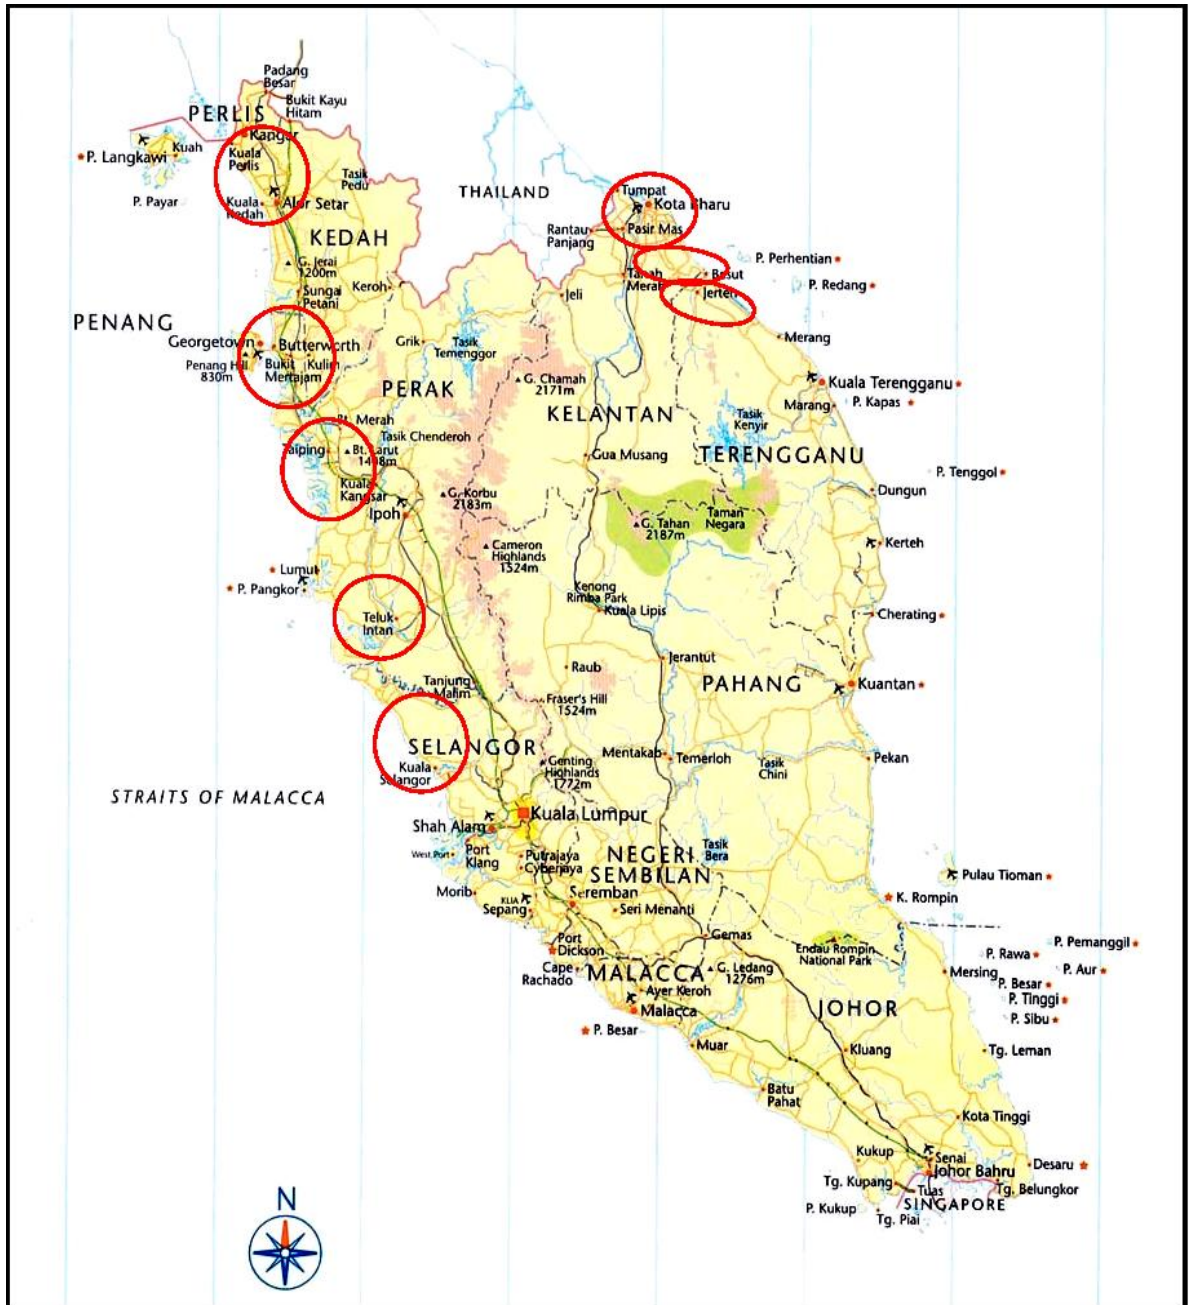 Padang
Besar
Bukit Kayu
Hitam
PERLIS
Kangar
Kuala
Perlis
Kuah
P. Langkawi
P. Payar
Tasik
Pedu
Kuala
Kedah
Alor Setar
KEDAH
G. Jerai
1200m
Sungai
Petani
Keroh
THAILAND
Tumpat
Kota Bharu
Rantau
Panjang
Pasir Mas
Tanah
Merah
Besut
Jerteh
Jeli
P. Perhentian
P. Redang
Merang
PENANG
Georgetown
Butterworth
Penang Hill
830m
Bukit
Mertajam
Kulim
Grik
Tasik
Temenggor
PERAK
G. Chamah
2171m
KELANTAN
Kuala Terengganu
Marang
P. Kapas
Tasik
Kenyir
TERENGGANU
Bt. Merah
Tasik Chenderoh
Taiping
Bt. Larut
1408m
Kuala
Kangsar
Ipoh
G. Korbu
2183m
Gua Musang
P. Tenggol
Dungun
G. Tahan
2187m
Taman
Negara
Kerteh
Cameron
Highlands
1524m
Lumut
P. Pangkor
Kenong
Rimba Park
Kuala Lipis
Cherating
Teluk
Intan
Jerantut
Raub
PAHANG
Kuantan
Tanjung
Malim
Fraser's Hill
1524m
SELANGOR
Kuala
Selangor
Genting
Highlands
1772m
Mentakab
Temerloh
Tasik
Chini
Pekan
STRAITS OF MALACCA
Kuala Lumpur
Shah Alam
West Port
Port
Klang
Putrajaya
Cyberjaya
NEGERI
SEMBILAN
Tasik
Bera
Morib
KLIA
Sepang
Seremban
Seri Menanti
Pulau Tioman
K. Rompin
Port
Dickson
Cape
Rachado
Gemas
Endau Rompin
National Park
P. Rawa
P. Pemanggil
MALACCA
G. Ledang
1276m
Mersing
P. Aur
P. Besar
P. Tinggi
P. Sibu
Ayer Keroh
Malacca
P. Besar
JOHOR
Muar
Kluang
Tg. Leman
Batu
Pahat
Kota Tinggi
Kukup
Senai
Johor Bahru
Desaru
Tg. Kupang
Tuas
Tg. Belungkor
P. Kukup
SINGAPORE
Tg. Piai
N